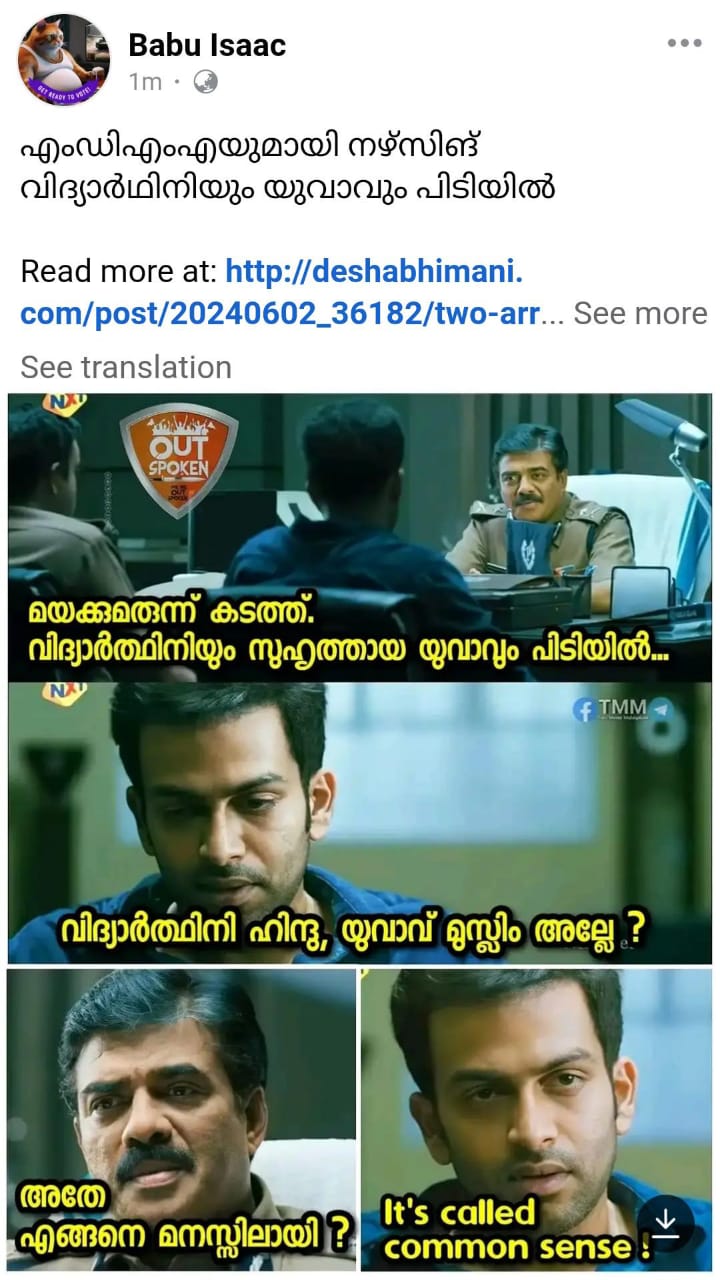 Babu Isaac
1m
എംഡിഎംഎയുമായി നഴ്സിങ്
വിദ്യാർഥിനിയും യുവാവും പിടിയിൽ
Read more at: http://deshabhimani.
com/post/20240602_36182/two-arr... See more
See translation
NXT
OUT
SPOKEN
മയക്കുമരുന്ന് കടത്ത്.
വിദ്യാർത്ഥിനിയും സുഹൃത്തായ യുവാവും പിടിയിൽ...
TMM
വിദ്യാർത്ഥിനി ഹിന്ദു, യുവാവ് മുസ്ലിം അല്ലേ ?
അതേ
എങ്ങനെ മനസ്സിലായി ?
It's called
common sense !